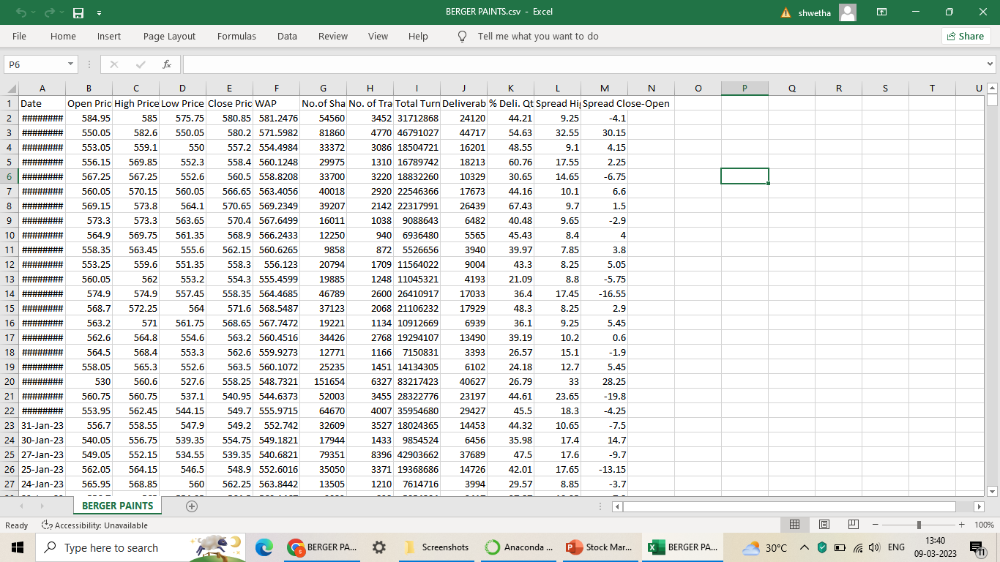 BERGER PAINTS.csv - Excel
shwetha
File Home Insert Page Layout Formulas Data Review View Help Tell me what you want to do Share
P6 fx
A B C D E F G H I J K L M N O P Q R S T U
1 Date Open Pric High Price Low Price Close Pric WAP No.of Sha No. of Tra Total Turn Deliverab % Deli. Qt Spread Hi Spread Close-Open
2 ######## 584.95 585 575.75 580.85 581.2476 54560 3452 31712868 24120 44.21 9.25 -4.1
3 ######## 550.05 582.6 550.05 580.2 571.5982 81860 4770 46791027 44717 54.63 32.55 30.15
4 ######## 553.05 559.1 550 557.2 554.4984 33372 3086 18504721 16201 48.55 9.1 4.15
5 ######## 556.15 569.85 552.3 558.4 560.1248 29975 1310 16789742 18213 60.76 17.55 2.25
6 ######## 567.25 567.25 552.6 560.5 558.8208 33700 3220 18832260 10329 30.65 14.65 -6.75
7 ######## 560.05 570.15 560.05 566.65 563.4056 40018 2920 22546366 17673 44.16 10.1 6.6
8 ######## 569.15 573.8 564.1 570.65 569.2349 39207 2142 22317991 26439 67.43 9.7 1.5
9 ######## 573.3 573.3 563.65 570.4 567.6499 16011 1038 9088643 6482 40.48 9.65 -2.9
10 ######## 564.9 569.75 561.35 568.9 566.2433 12250 940 6936480 5565 45.43 8.4 4
11 ######## 558.35 563.45 555.6 562.15 560.6265 9858 872 5526656 3940 39.97 7.85 3.8
12 ######## 553.25 559.6 551.35 558.3 556.123 20794 1709 11564022 9004 43.3 8.25 5.05
13 ######## 560.05 562 553.2 554.3 555.4599 19885 1248 11045321 4193 21.09 8.8 -5.75
14 ######## 574.9 574.9 557.45 558.35 564.4685 46789 2600 26410917 17033 36.4 17.45 -16.55
15 ######## 568.7 572.25 564 571.6 568.5487 37123 2068 21106232 17929 48.3 8.25 2.9
16 ######## 563.2 571 561.75 568.65 567.7472 19221 1134 10912669 6939 36.1 9.25 5.45
17 ######## 562.6 564.8 554.6 563.2 560.4516 34426 2768 19294107 13490 39.19 10.2 0.6
18 ######## 564.5 568.4 553.3 562.6 559.9273 12771 1166 7150831 3393 26.57 15.1 -1.9
19 ######## 558.05 565.3 552.6 563.5 560.1072 25235 1451 14134305 6102 24.18 12.7 5.45
20 ######## 530 560.6 527.6 558.25 548.7321 151654 6327 83217423 40627 26.79 33 28.25
21 ######## 560.75 560.75 537.1 540.95 544.6373 52003 3455 28322776 23197 44.61 23.65 -19.8
22 ######## 553.95 562.45 544.15 549.7 555.9715 64670 4007 35954680 29427 45.5 18.3 -4.25
23 31-Jan-23 556.7 558.55 547.9 549.2 552.742 32609 3527 18024365 14453 44.32 10.65 -7.5
24 30-Jan-23 540.05 556.75 539.35 554.75 549.1821 17944 1433 9854524 6456 35.98 17.4 14.7
25 27-Jan-23 549.05 552.15 534.55 539.35 540.6821 79351 8396 42903662 37689 47.5 17.6 -9.7
26 25-Jan-23 562.05 564.15 546.5 548.9 552.6016 35050 3371 19368686 14726 42.01 17.65 -13.15
27 24-Jan-23 565.95 568.85 560 562.25 563.8442 13505 1210 7614716 3994 29.57 8.85 -3.7
BERGER PAINTS
Ready Accessibility: Unavailable 100%
Type here to search BERGER PA... Screenshots Anaconda ... Stock Mar... BERGER PA... 30°C ENG 13:40
09-03-2023 11